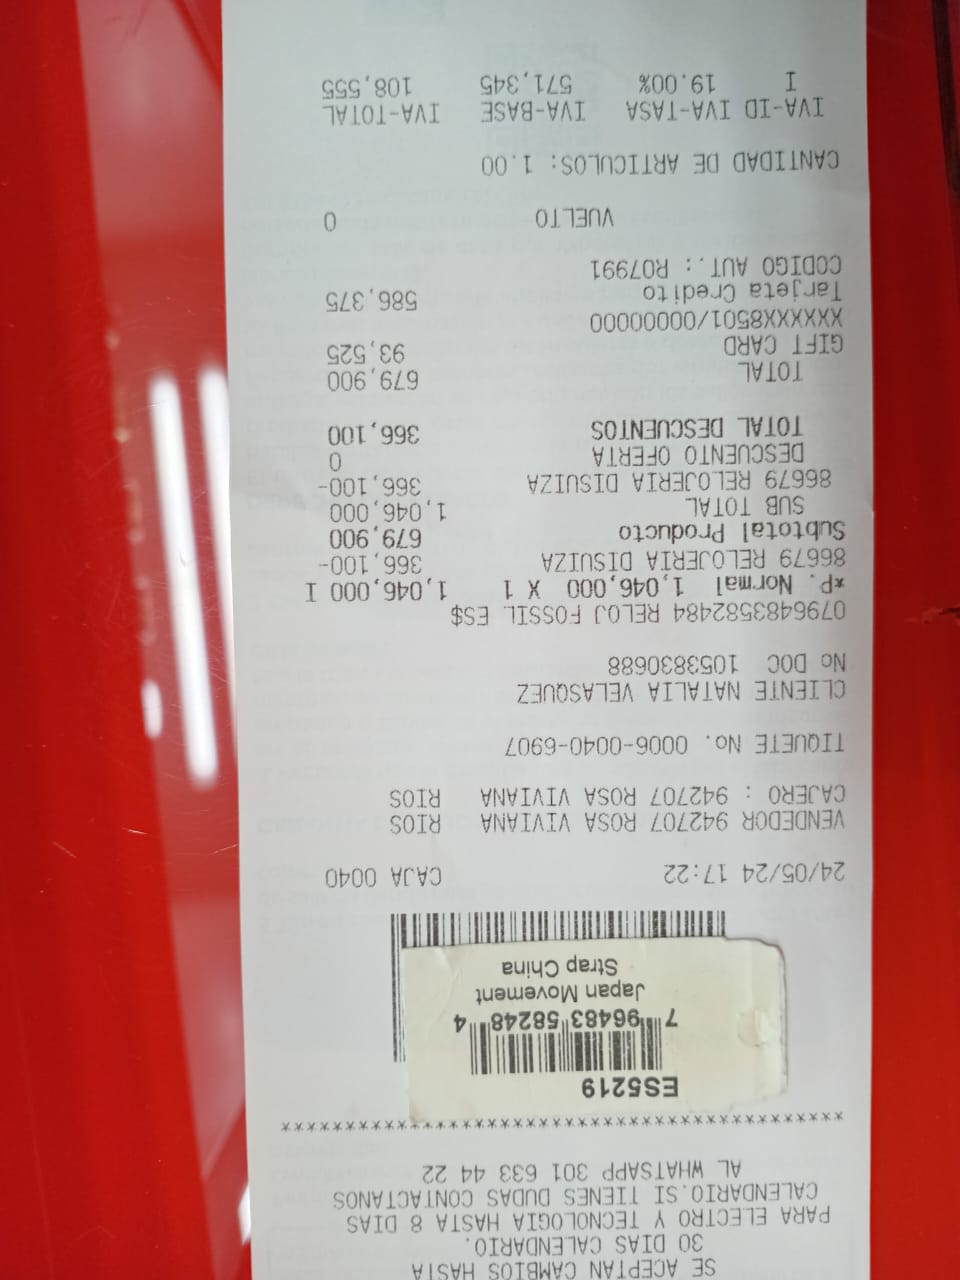 SE ACEPTAN CAMBIOS HASTA
30 DIAS CALENDARIO.
PARA ELECTRO Y TECNOLOGIA HASTA 8 DIAS
CALENDARIO.SI TIENES DUDAS CONTACTANOS
AL WHATSAPP 301 633 44 22
*******************************************
ES5219
7 96483 58248 4
Japan Movement
Strap China
24/05/24 17:22 CAJA 0040
VENDEDOR 942707 ROSA VIVIANA RIOS
CAJERO : 942707 ROSA VIVIANA RIOS
TIQUETE No. 0006-0040-6907
CLIENTE NATALIA VELASQUEZ
No DOC 1053830688
0796483582484 RELOJ FOSSIL ES$
*P. Normal 1,046,000 X 1 1,046,000 I
86679 RELOJERIA DISUIZA 366,100-
Subtotal Producto 679,900
SUB TOTAL 1,046,000
86679 RELOJERIA DISUIZA 366,100-
DESCUENTO OFERTA 0
TOTAL DESCUENTOS 366,100
TOTAL 679,900
GIFT CARD 93,525
XXXXXX8501/00000000
Tarjeta Credito 586,375
CODIGO AUT.: R07991
VUELTO 0
CANTIDAD DE ARTICULOS: 1.00
IVA-ID IVA-TASA IVA-BASE IVA-TOTAL
I 19.00% 571,345 108,555